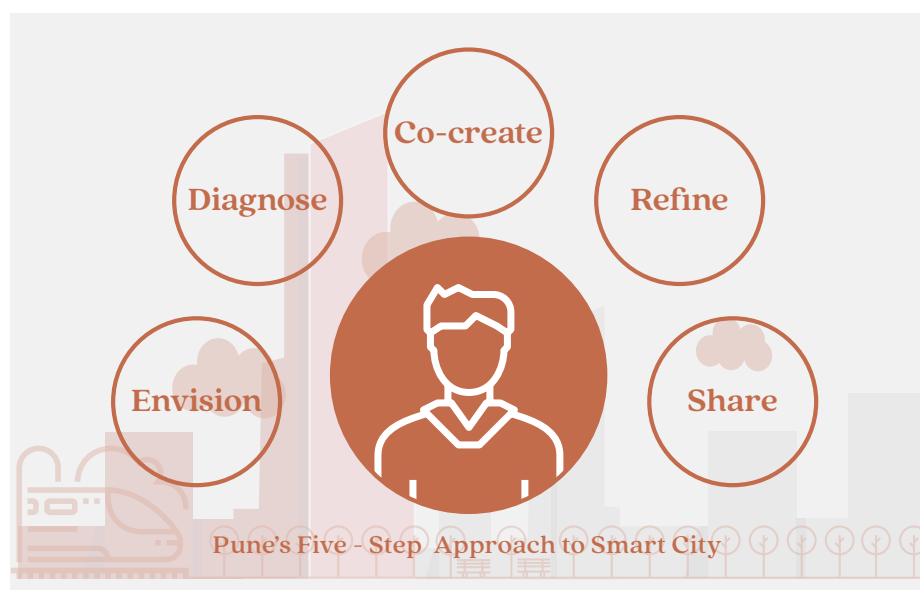 Envision
Diagnose
Co-create
Refine
Share
Pune's Five - Step Approach to Smart City